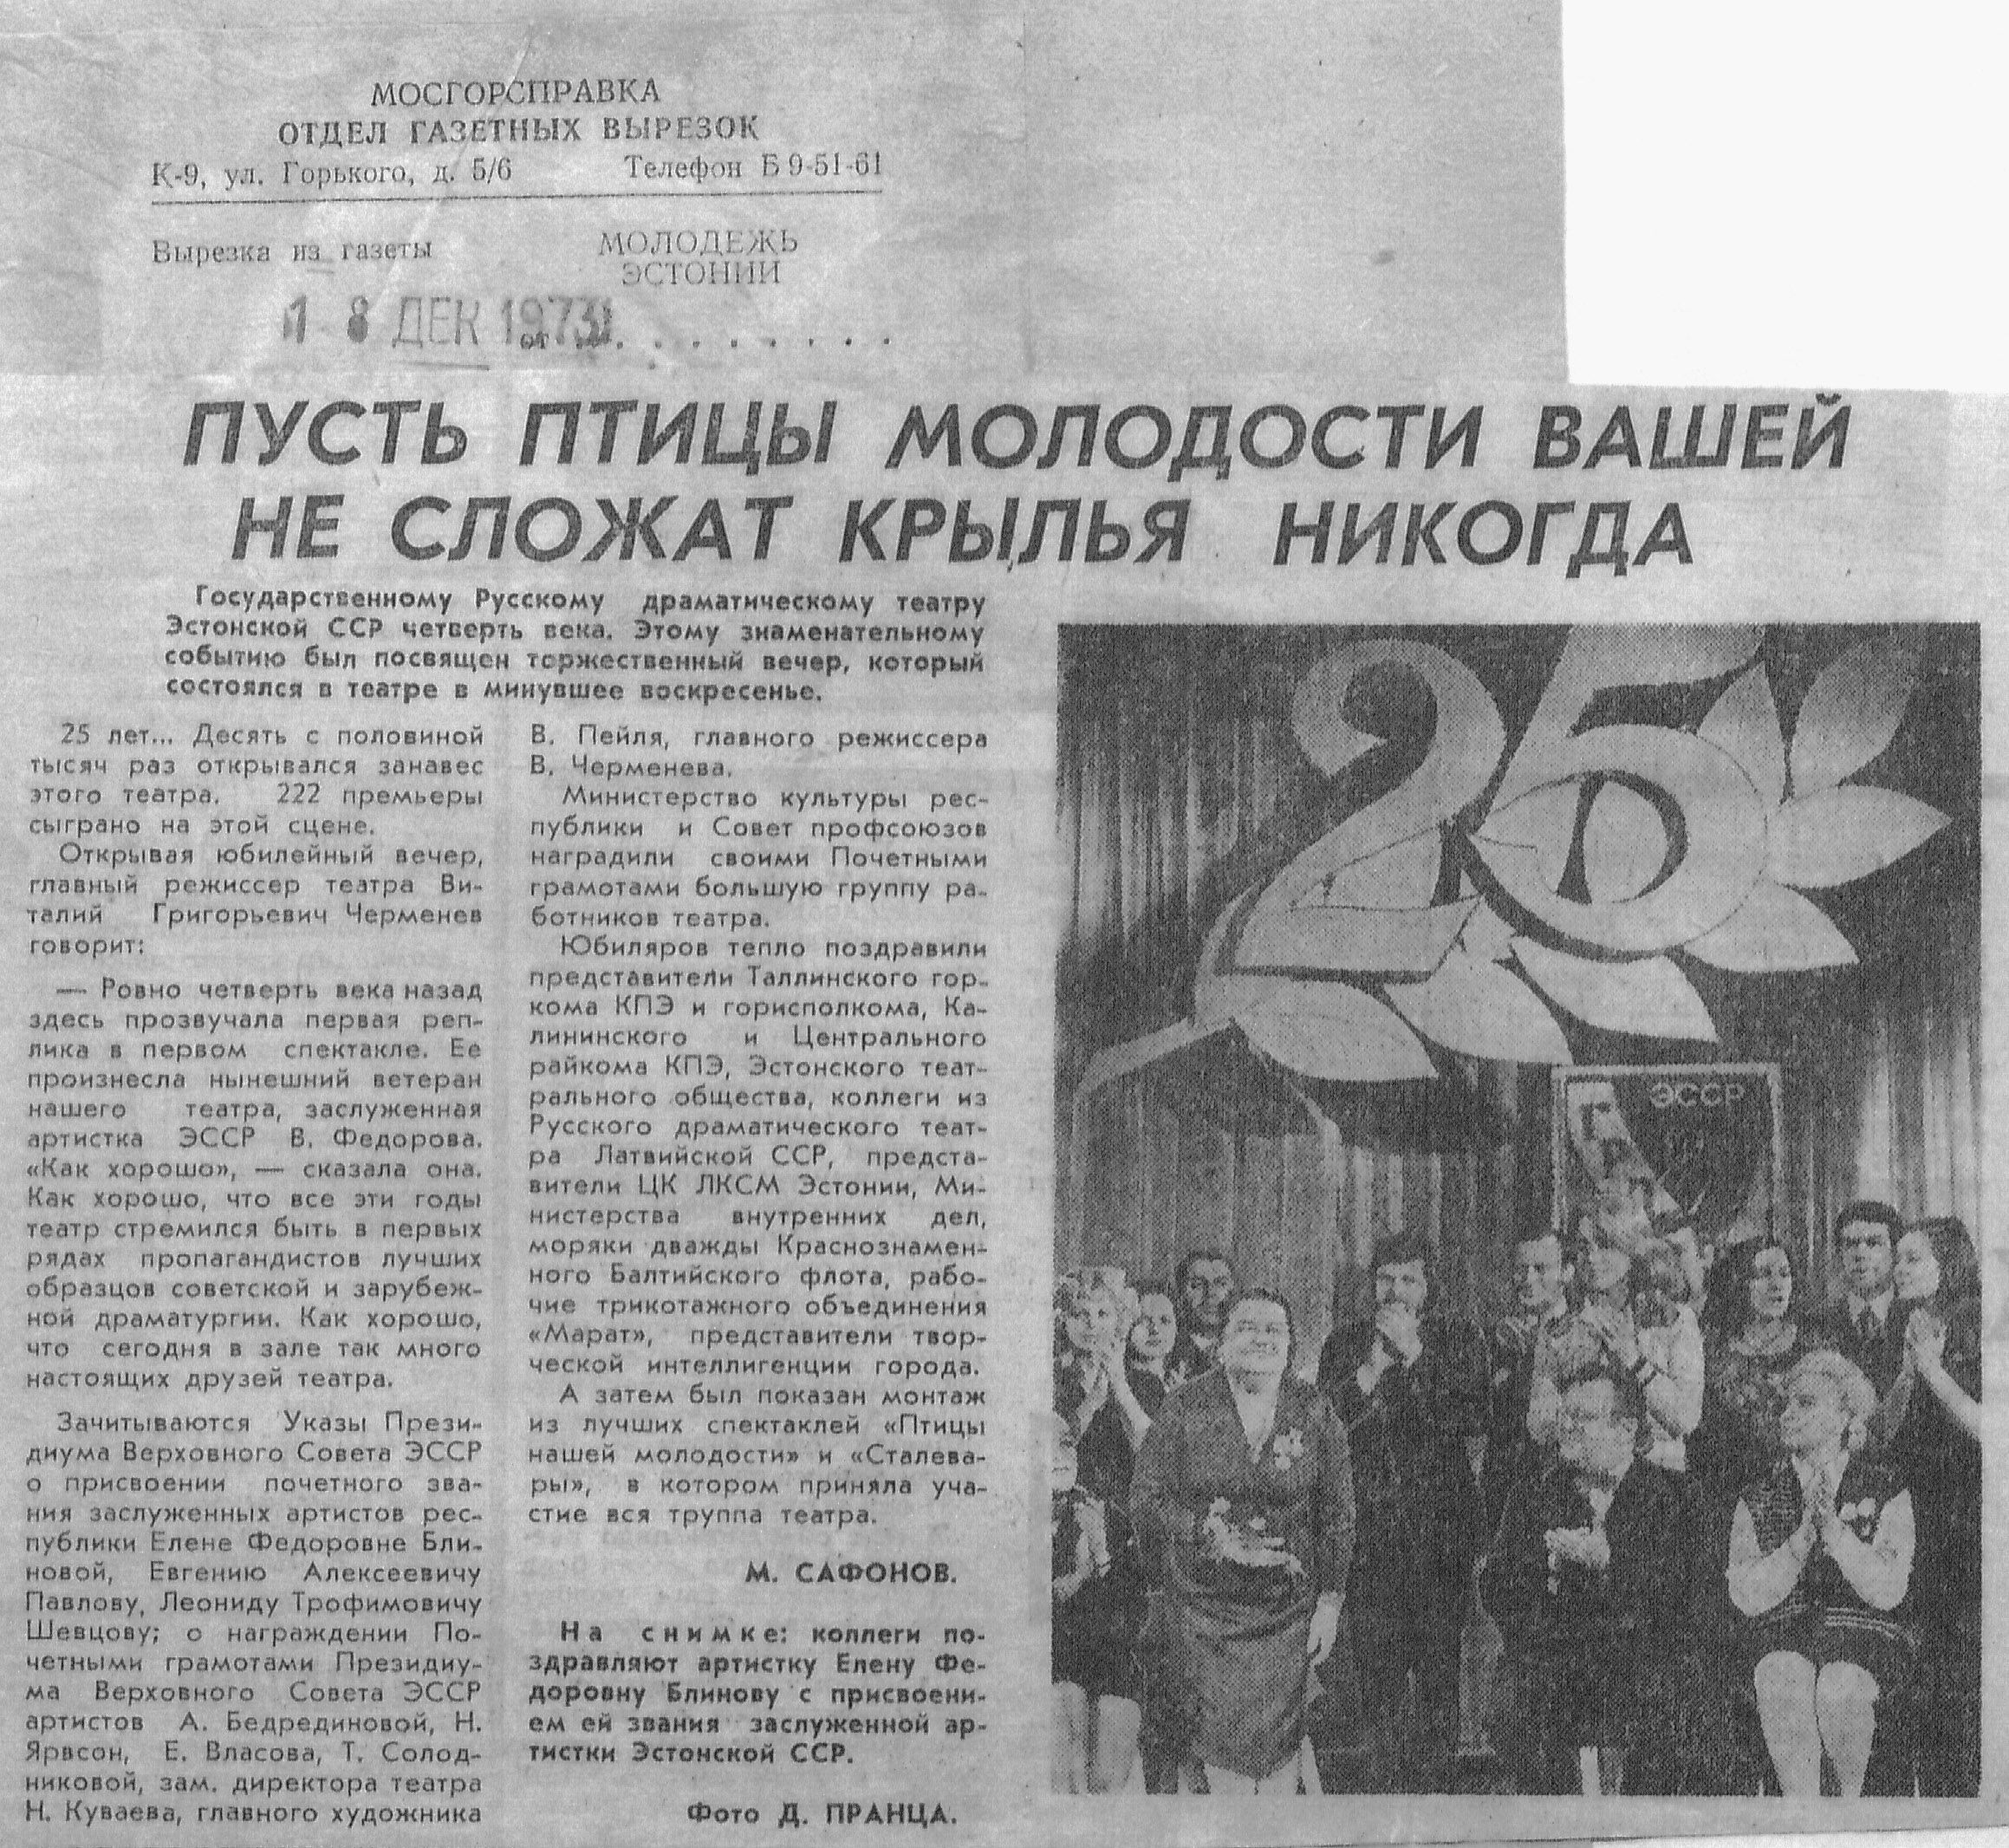 МОСГОРСПРАВКА
ОТДЕЛ ГАЗЕТНЫХ ВЫРЕЗОК
К-9, ул. Горького, д. 5/6 Телефон Б 9-51-61
Вырезка из газеты МОЛОДЕЖЬ
ЭСТОНИИ
18 ДЕК 1973
от . . . . . . . . .
ПУСТЬ ПТИЦЫ МОЛОДОСТИ ВАШЕЙ
НЕ СЛОЖАТ КРЫЛЬЯ НИКОГДА
Государственному Русскому драматическому театру
Эстонской ССР четверть века. Этому знаменательному
событию был посвящен торжественный вечер, который
состоялся в театре в минувшее воскресенье.
25 лет... Десять с половиной
тысяч раз открывался занавес
этого театра. 222 премьеры
сыграно на этой сцене.
Открывая юбилейный вечер,
главный режиссер театра Ви-
талий Григорьевич Черменев
говорит:
— Ровно четверть века назад
здесь прозвучала первая реп-
лика в первом спектакле. Ее
произнесла нынешний ветеран
нашего театра, заслуженная
артистка ЭССР В. Федорова.
«Как хорошо», — сказала она.
Как хорошо, что все эти годы
театр стремился быть в первых
рядах пропагандистов лучших
образцов советской и зарубеж-
ной драматургии. Как хорошо,
что сегодня в зале так много
настоящих друзей театра.
Зачитываются Указы Прези-
диума Верховного Совета ЭССР
о присвоении почетного зва-
ния заслуженных артистов рес-
публики Елене Федоровне Бли-
новой, Евгению Алексеевичу
Павлову, Леониду Трофимовичу
Шевцову; о награждении По-
четными грамотами Президиу-
ма Верховного Совета ЭССР
артистов А. Бедрединовой, Н.
Ярвсон, Е. Власова, Т. Солод-
никовой, зам. директора театра
Н. Куваева, главного художника
В. Пейля, главного режиссера
В. Черменева.
Министерство культуры рес-
публики и Совет профсоюзов
наградили своими Почетными
грамотами большую группу ра-
ботников театра.
Юбиляров тепло поздравили
представители Таллинского гор-
кома КПЭ и горисполкома, Ка-
лининского и Центрального
райкома КПЭ, Эстонского теат-
рального общества, коллеги из
Русского драматического теат-
ра Латвийской ССР, предста-
вители ЦК ЛКСМ Эстонии, Ми-
нистерства внутренних дел,
моряки дважды Краснознамен-
ного Балтийского флота, рабо-
чие трикотажного объединения
«Марат», представители твор-
ческой интеллигенции города.
А затем был показан монтаж
из лучших спектаклей «Птицы
нашей молодости» и «Сталева-
ры», в котором приняла уча-
стие вся труппа театра.
М. САФОНОВ.
На снимке: коллеги по-
здравляют артистку Елену Фе-
доровну Блинову с присвоени-
ем ей звания заслуженной ар-
тистки Эстонской ССР.
Фото Д. ПРАНЦА.
25
ЭССР